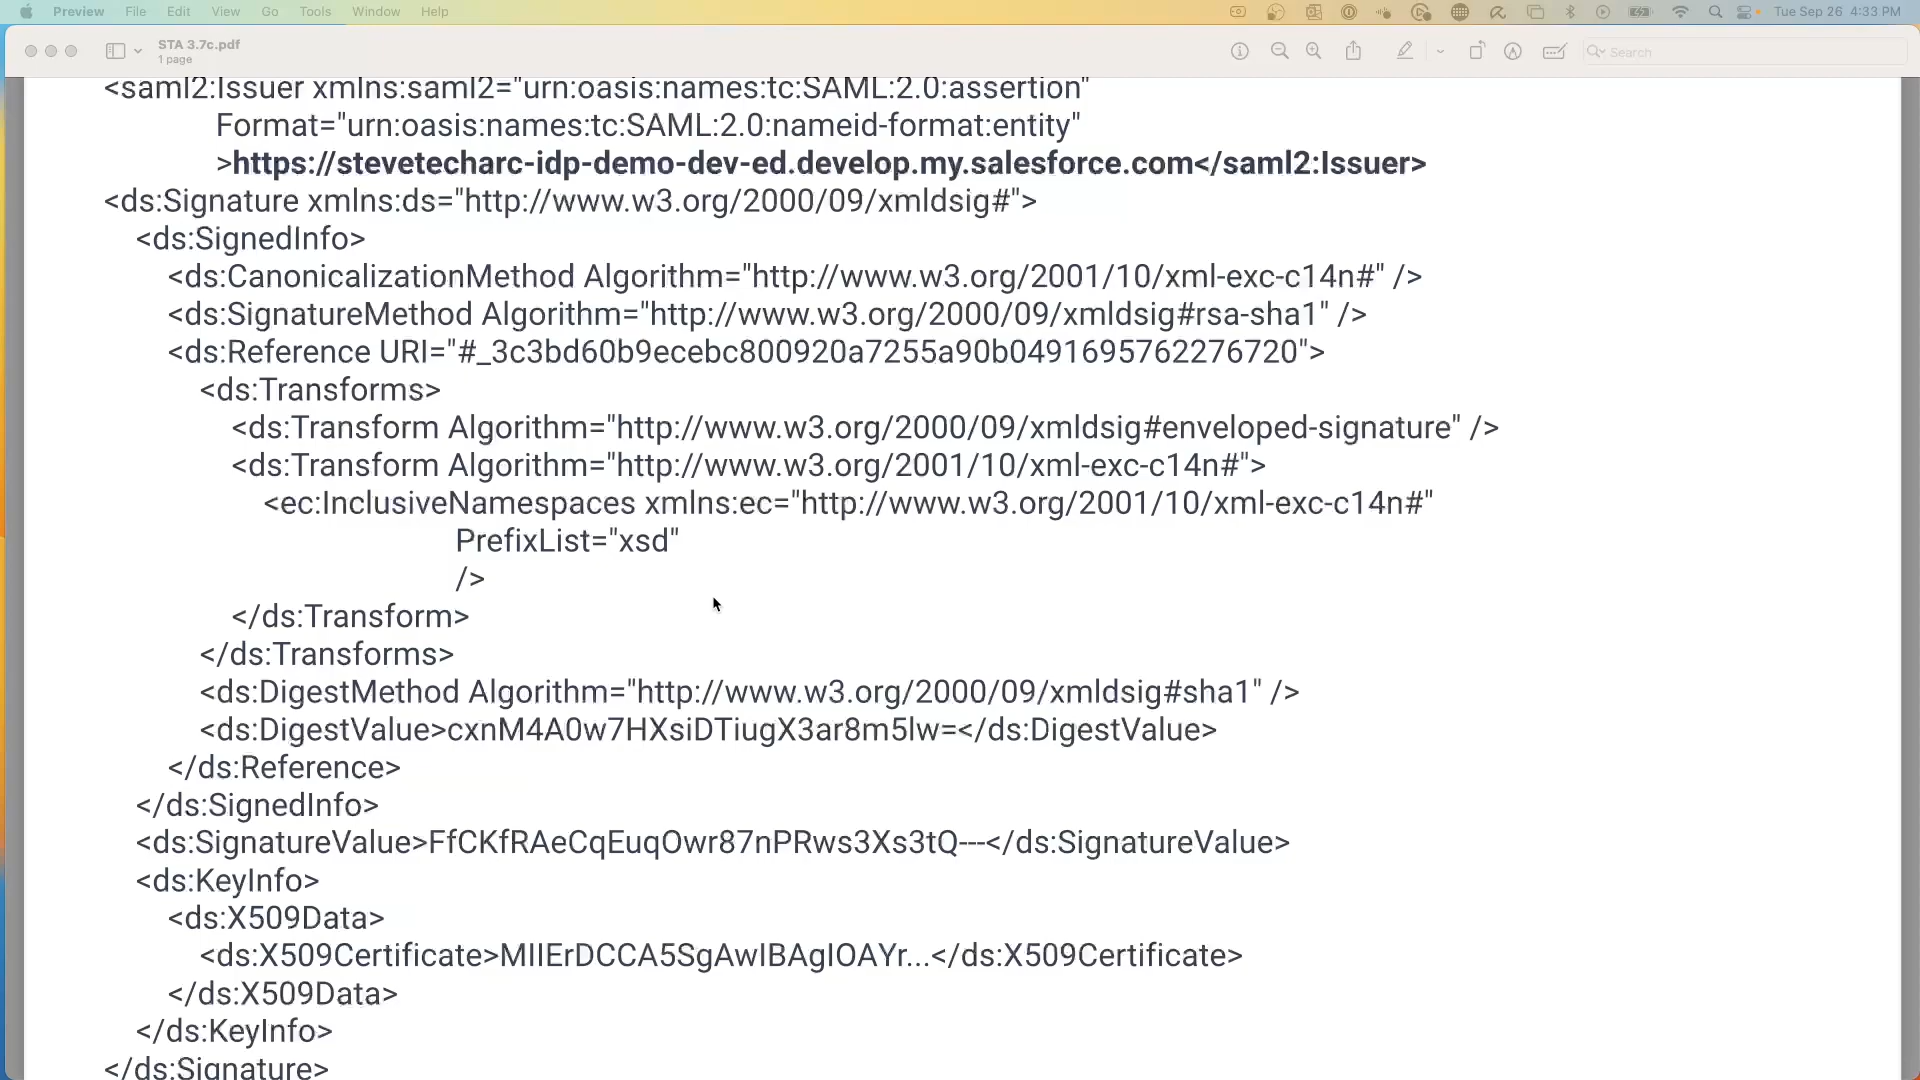 Preview File Edit View Go Tools Window Help Tue Sep 26 4:33 PM
STA 3.7c.pdf
1 page
Search
<saml2:Issuer xmlns:saml2="urn:oasis:names:tc:SAML:2.0:assertion"
Format="urn:oasis:names:tc:SAML:2.0:nameid-format:entity"
>https://stevetecharc-idp-demo-dev-ed.develop.my.salesforce.com</saml2:Issuer>
<ds:Signature xmlns:ds="http://www.w3.org/2000/09/xmldsig#">
<ds:SignedInfo>
<ds:CanonicalizationMethod Algorithm="http://www.w3.org/2001/10/xml-exc-c14n#" />
<ds:SignatureMethod Algorithm="http://www.w3.org/2000/09/xmldsig#rsa-sha1" />
<ds:Reference URI="#_3c3bd60b9ecebc800920a7255a90b0491695762276720">
<ds:Transforms>
<ds:Transform Algorithm="http://www.w3.org/2000/09/xmldsig#enveloped-signature" />
<ds:Transform Algorithm="http://www.w3.org/2001/10/xml-exc-c14n#">
<ec:InclusiveNamespaces xmlns:ec="http://www.w3.org/2001/10/xml-exc-c14n#"
PrefixList="xsd"
/>
</ds:Transform>
</ds:Transforms>
<ds:DigestMethod Algorithm="http://www.w3.org/2000/09/xmldsig#sha1" />
<ds:DigestValue>cxnM4A0w7HXsiDTiugX3ar8m5lw=</ds:DigestValue>
</ds:Reference>
</ds:SignedInfo>
<ds:SignatureValue>FfCKfRAeCqEuqOwr87nPRws3Xs3tQ---</ds:SignatureValue>
<ds:KeyInfo>
<ds:X509Data>
<ds:X509Certificate>MIIErDCCA5SgAwIBAgIOAYr...</ds:X509Certificate>
</ds:X509Data>
</ds:KeyInfo>
</ds:Signature>